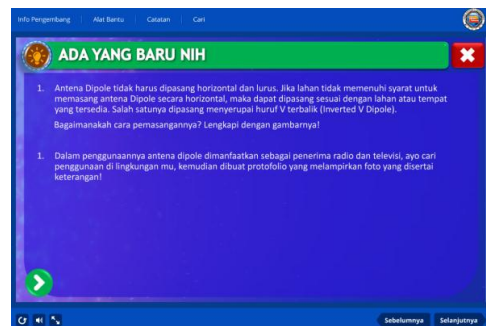 Info Pengembang Alat Bantu Catatan Cari
ADA YANG BARU NIH
1. Antena Dipole tidak harus dipasang horizontal dan lurus. Jika lahan tidak memenuhi syarat untuk
memasang antena Dipole secara horizontal, maka dapat dipasang sesuai dengan lahan atau tempat
yang tersedia. Salah satunya dipasang menyerupai huruf V terbalik (Inverted V Dipole).
Bagaimanakah cara pemasangannya? Lengkapi dengan gambarnya!
1. Dalam penggunaannya antena dipole dimanfaatkan sebagai penerima radio dan televisi, ayo cari
penggunaan di lingkungan mu, kemudian dibuat protofolio yang melampirkan foto yang disertai
keterangan!
Sebelumnya Selanjutnya